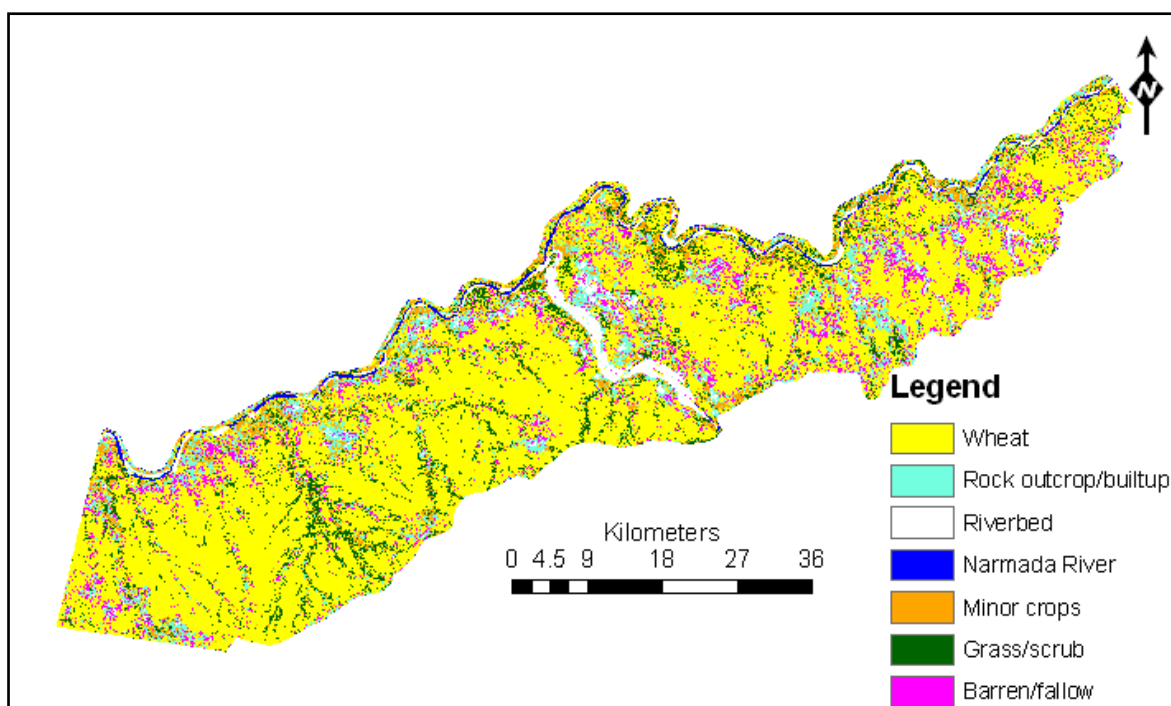 N
Legend
Wheat
Rock outcrop/builtup
Riverbed
Narmada River
Minor crops
Grass/scrub
Barren/fallow
Kilometers
0 4.5 9 18 27 36